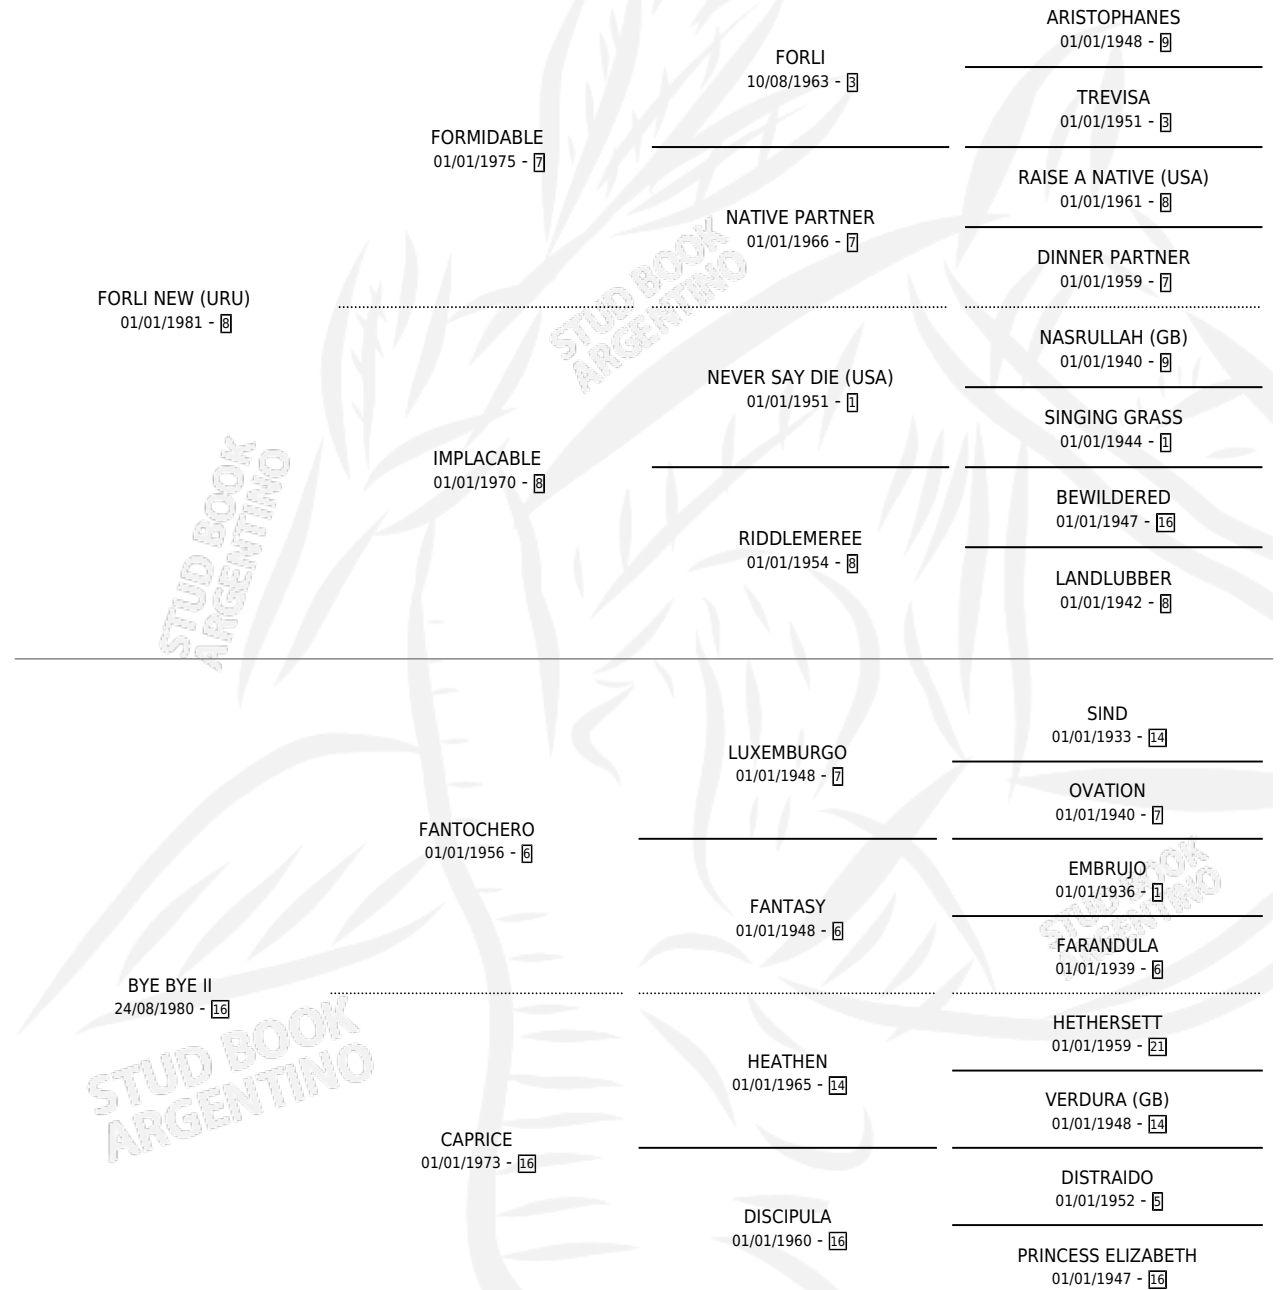 ARISTOPHANES
01/01/1948 - 9
FORLI
10/08/1963 - 3
TREVISA
01/01/1951 - 3
FORMIDABLE
01/01/1975 - 7
RAISE A NATIVE (USA)
01/01/1961 - 8
NATIVE PARTNER
01/01/1966 - 7
DINNER PARTNER
01/01/1959 - 7
FORLI NEW (URU)
01/01/1981 - 8
NASRULLAH (GB)
01/01/1940 - 9
NEVER SAY DIE (USA)
01/01/1951 - 1
SINGING GRASS
01/01/1944 - 1
IMPLACABLE
01/01/1970 - 8
BEWILDERED
01/01/1947 - 16
RIDDLEMEREE
01/01/1954 - 8
LANDLUBBER
01/01/1942 - 8
SIND
01/01/1933 - 14
LUXEMBURGO
01/01/1948 - 7
OVATION
01/01/1940 - 7
FANTOCHERO
01/01/1956 - 6
EMBRUJO
01/01/1936 - 1
FANTASY
01/01/1948 - 6
FARANDULA
01/01/1939 - 6
BYE BYE II
24/08/1980 - 16
HETHERSETT
01/01/1959 - 21
HEATHEN
01/01/1965 - 14
VERDURA (GB)
01/01/1948 - 14
CAPRICE
01/01/1973 - 16
DISTRAIDO
01/01/1952 - 5
DISCIPULA
01/01/1960 - 16
PRINCESS ELIZABETH
01/01/1947 - 16
STUD BOOK
ARGENTINO
STUD BOOK
ARGENTINO
STUD BOOK
ARGENTINO
STUD BOOK
ARGENTINO